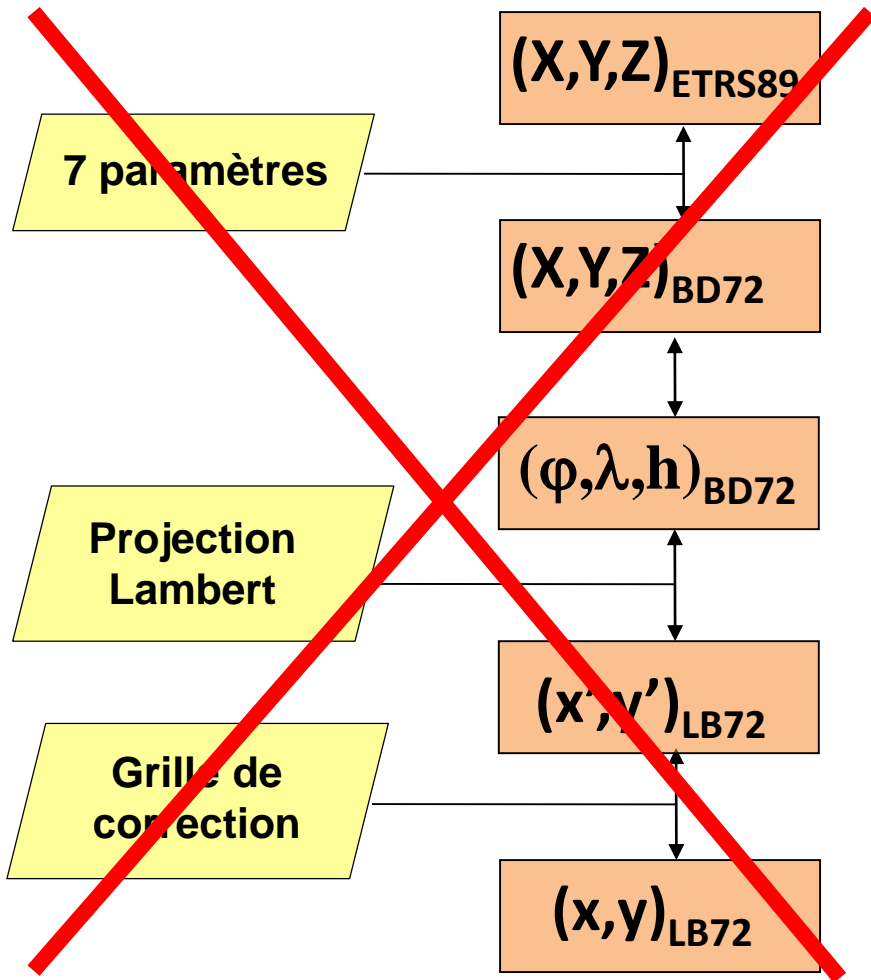 (X,Y,Z)ETRS89
7 paramètres
(X,Y,Z)BD72
(φ,λ,h)BD72
Projection
Lambert
(x',y')LB72
Grille de
correction
(x,y)LB72